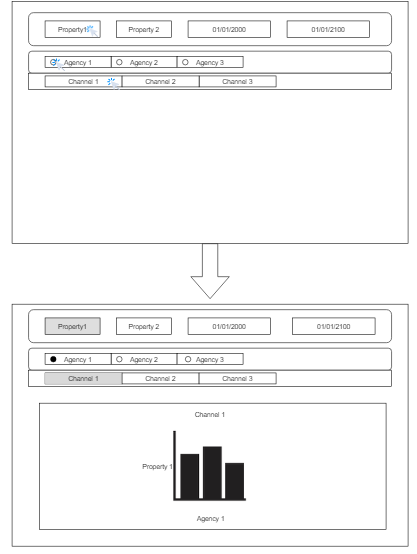 Property1 Property 2 01/01/2000 01/01/2100
Agency 1 Agency 2 Agency 3
Channel 1 Channel 2 Channel 3
Property1 Property 2 01/01/2000 01/01/2100
Agency 1 Agency 2 Agency 3
Channel 1 Channel 2 Channel 3
Channel 1
Property 1
Agency 1